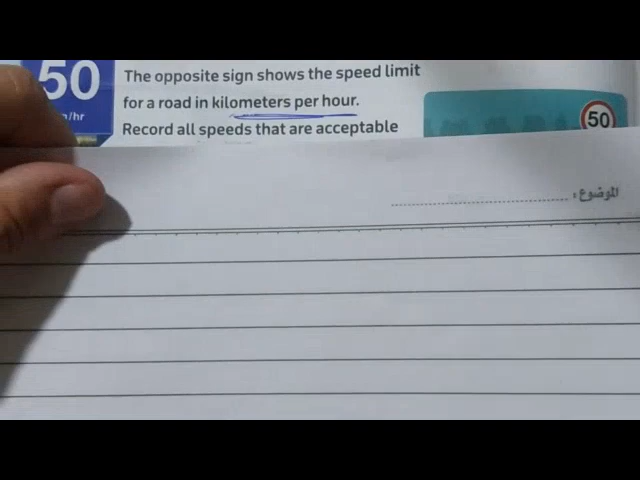 50
/hr
The opposite sign shows the speed limit
for a road in kilometers per hour.
Record all speeds that are acceptable
50
الموضوع: